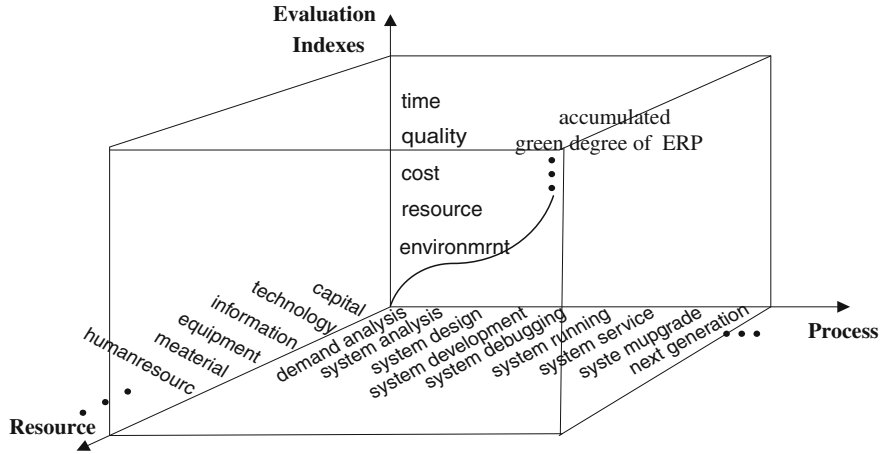 Evaluation
Indexes
time
accumulated
quality
green degree of ERP
cost
resource
environmrnt
capital
technology
information
equipment
meaterial
humanresourc
demand analysis
system analysis
system design
system development
system debugging
system running
system service
syste mupgrade
next generation
Process
Resource